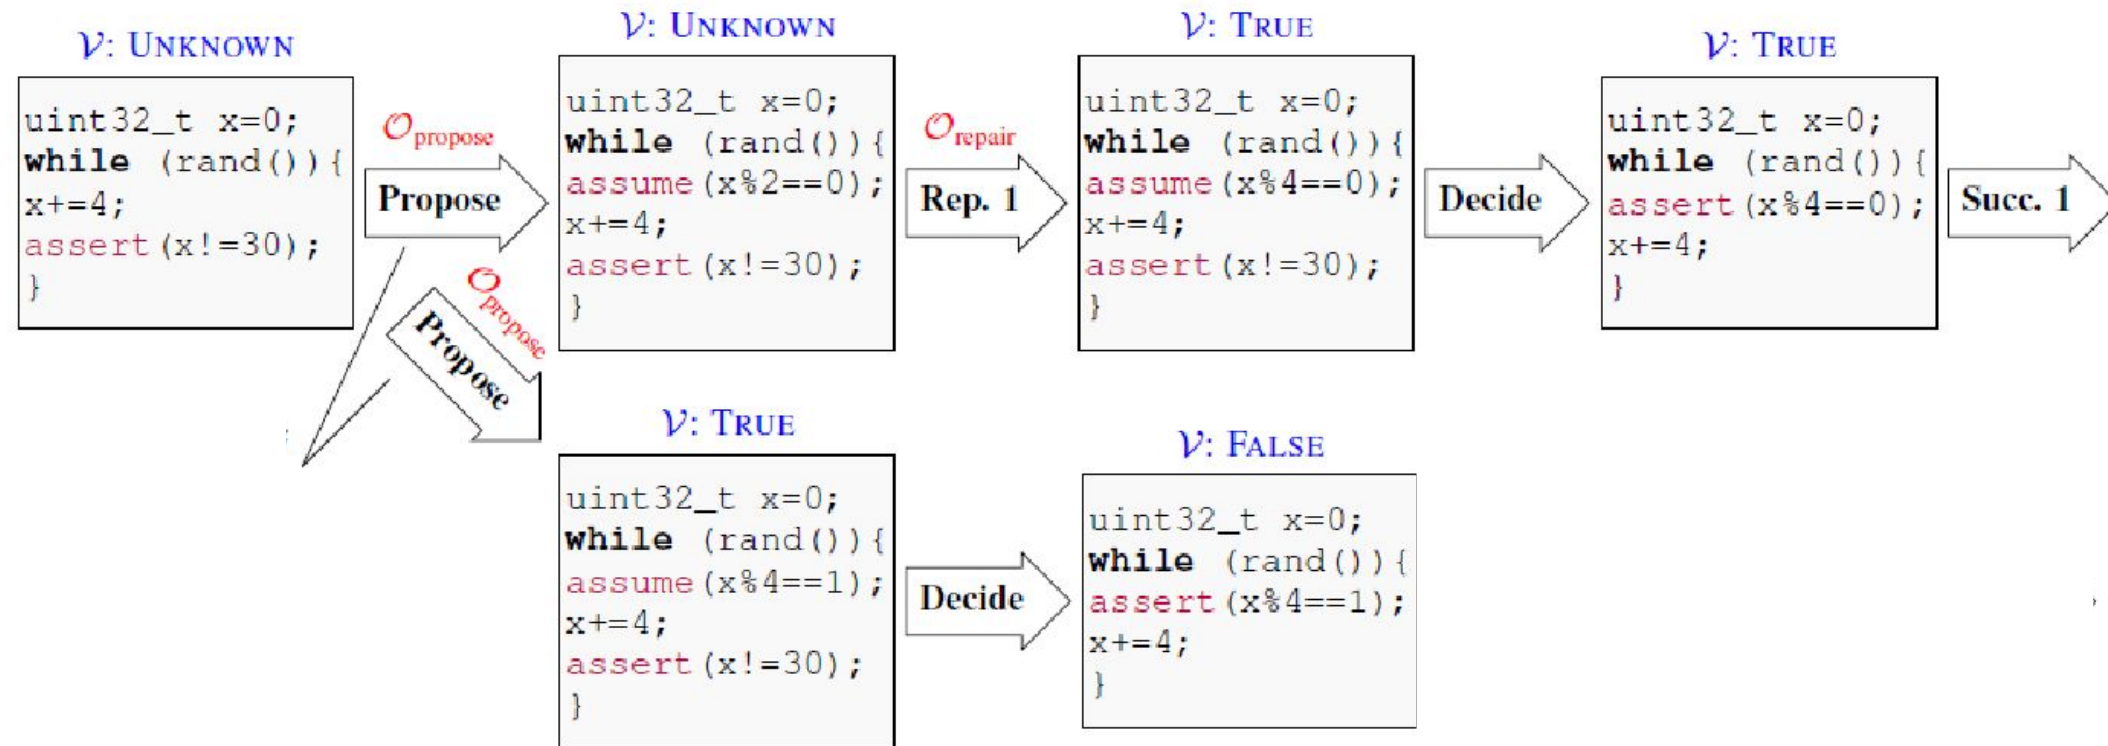 𝒱: UNKNOWN
uint32_t x=0;
while (rand()){
x+=4;
assert(x!=30);
}
𝒪propose
Propose
𝒱: UNKNOWN
uint32_t x=0;
while (rand()){
assume(x%2==0);
x+=4;
assert(x!=30);
}
𝒪repair
Rep. 1
𝒱: TRUE
uint32_t x=0;
while (rand()){
assume(x%4==0);
x+=4;
assert(x!=30);
}
Decide
𝒱: TRUE
uint32_t x=0;
while (rand()){
assert(x%4==0);
x+=4;
}
Succ. 1
𝒪propose
Propose
𝒱: TRUE
uint32_t x=0;
while (rand()){
assume(x%4==1);
x+=4;
assert(x!=30);
}
Decide
𝒱: FALSE
uint32_t x=0;
while (rand()){
assert(x%4==1);
x+=4;
}